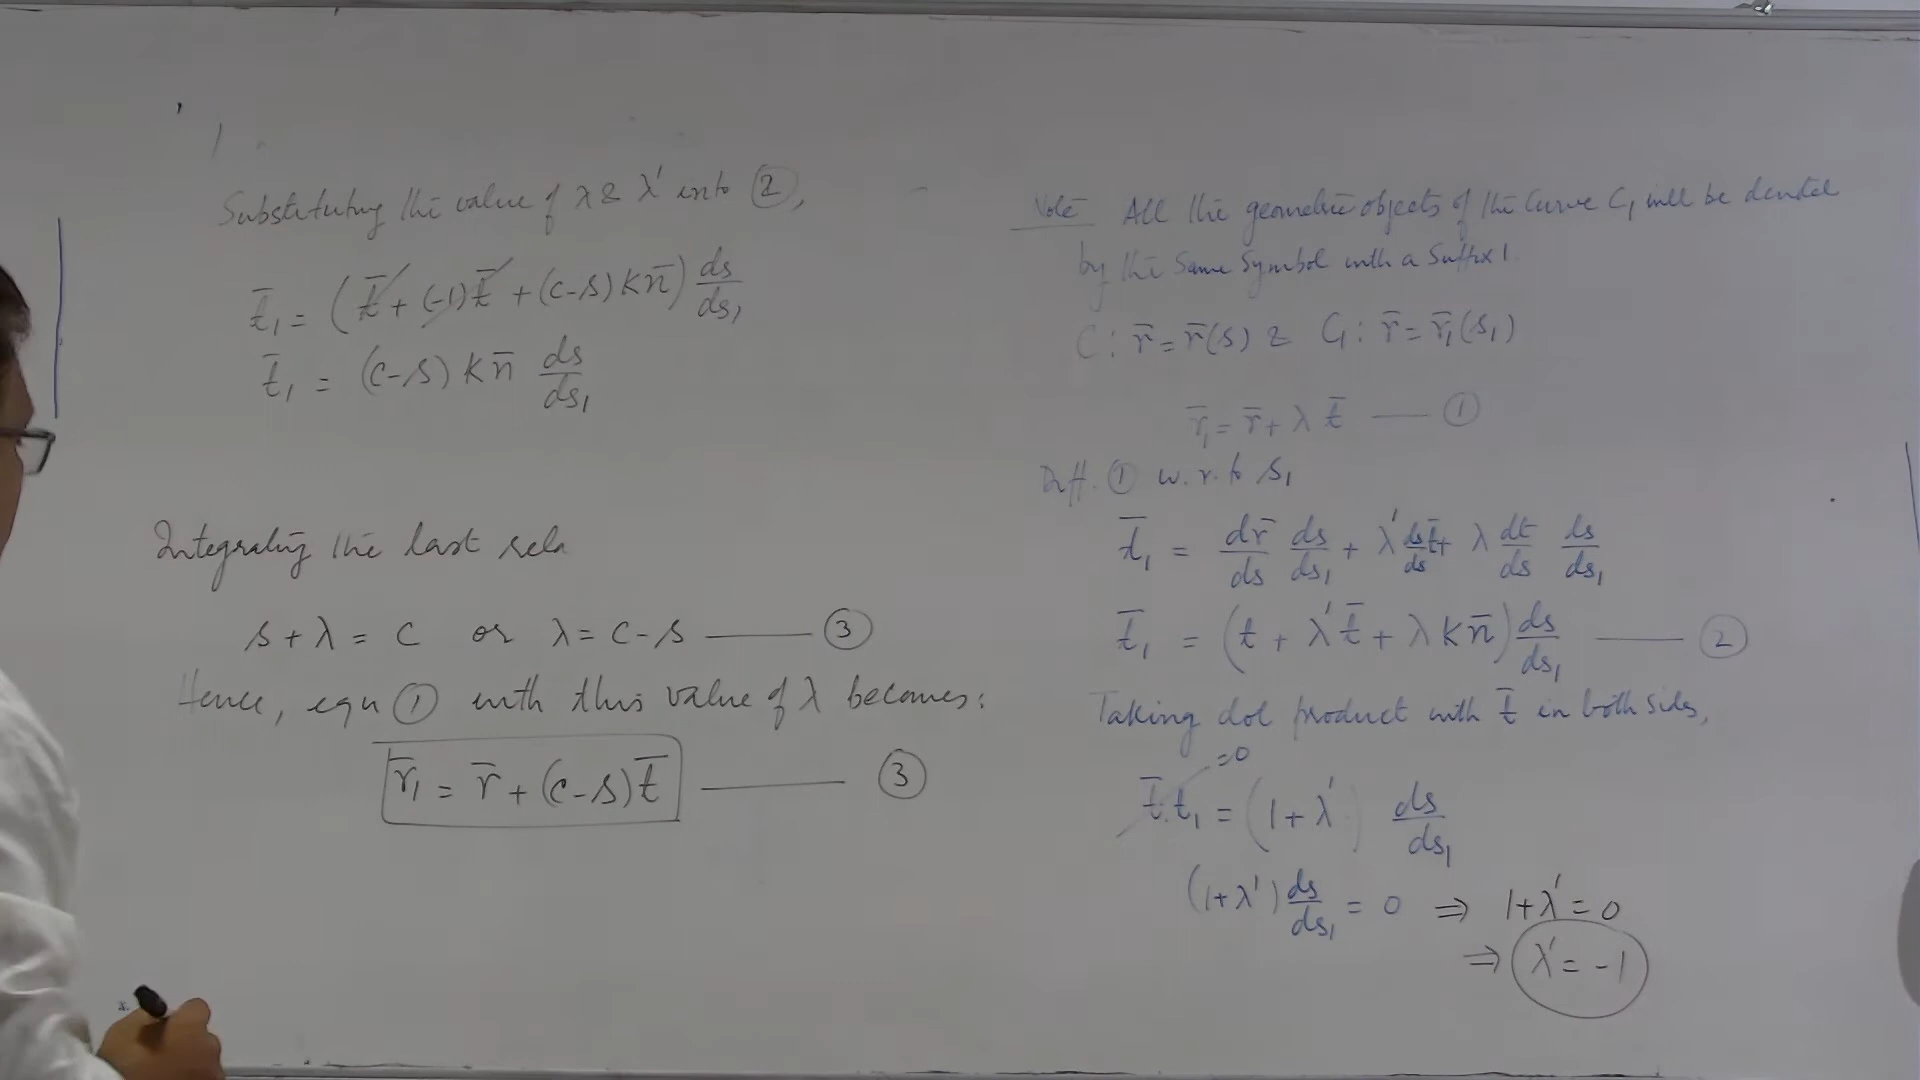 Substituting the value of λ & λ' into ②,
t̄₁ = (t̄ + (-1)t̄ + (c-s) k n̄) ds/ds₁
t̄₁ = (c-s) k n̄ ds/ds₁
Integrating the last rela
s + λ = c or λ = c - s —— ③
Hence, equ ① with this value of λ becomes:
r̄₁ = r̄ + (c-s) t̄ —— ③
Note All the geometric objects of the curve C₁ will be denoted
by the same symbol with a suffix 1.
C : r̄ = r̄(s) & C₁ : r̄ = r̄₁(s₁)
r̄₁ = r̄ + λ t̄ —— ①
Diff. ① w.r.to s₁
t̄₁ = dr̄/ds ds/ds₁ + λ' ds/ds t̄ + λ dt/ds ds/ds₁
t̄₁ = (t + λ' t̄ + λ k n̄) ds/ds₁ —— ②
Taking dot product with t̄ in both sides,
=0
t̄.t₁ = (1 + λ') ds/ds₁
(1+λ') ds/ds₁ = 0 ⇒ 1+λ' = 0
⇒ λ' = -1